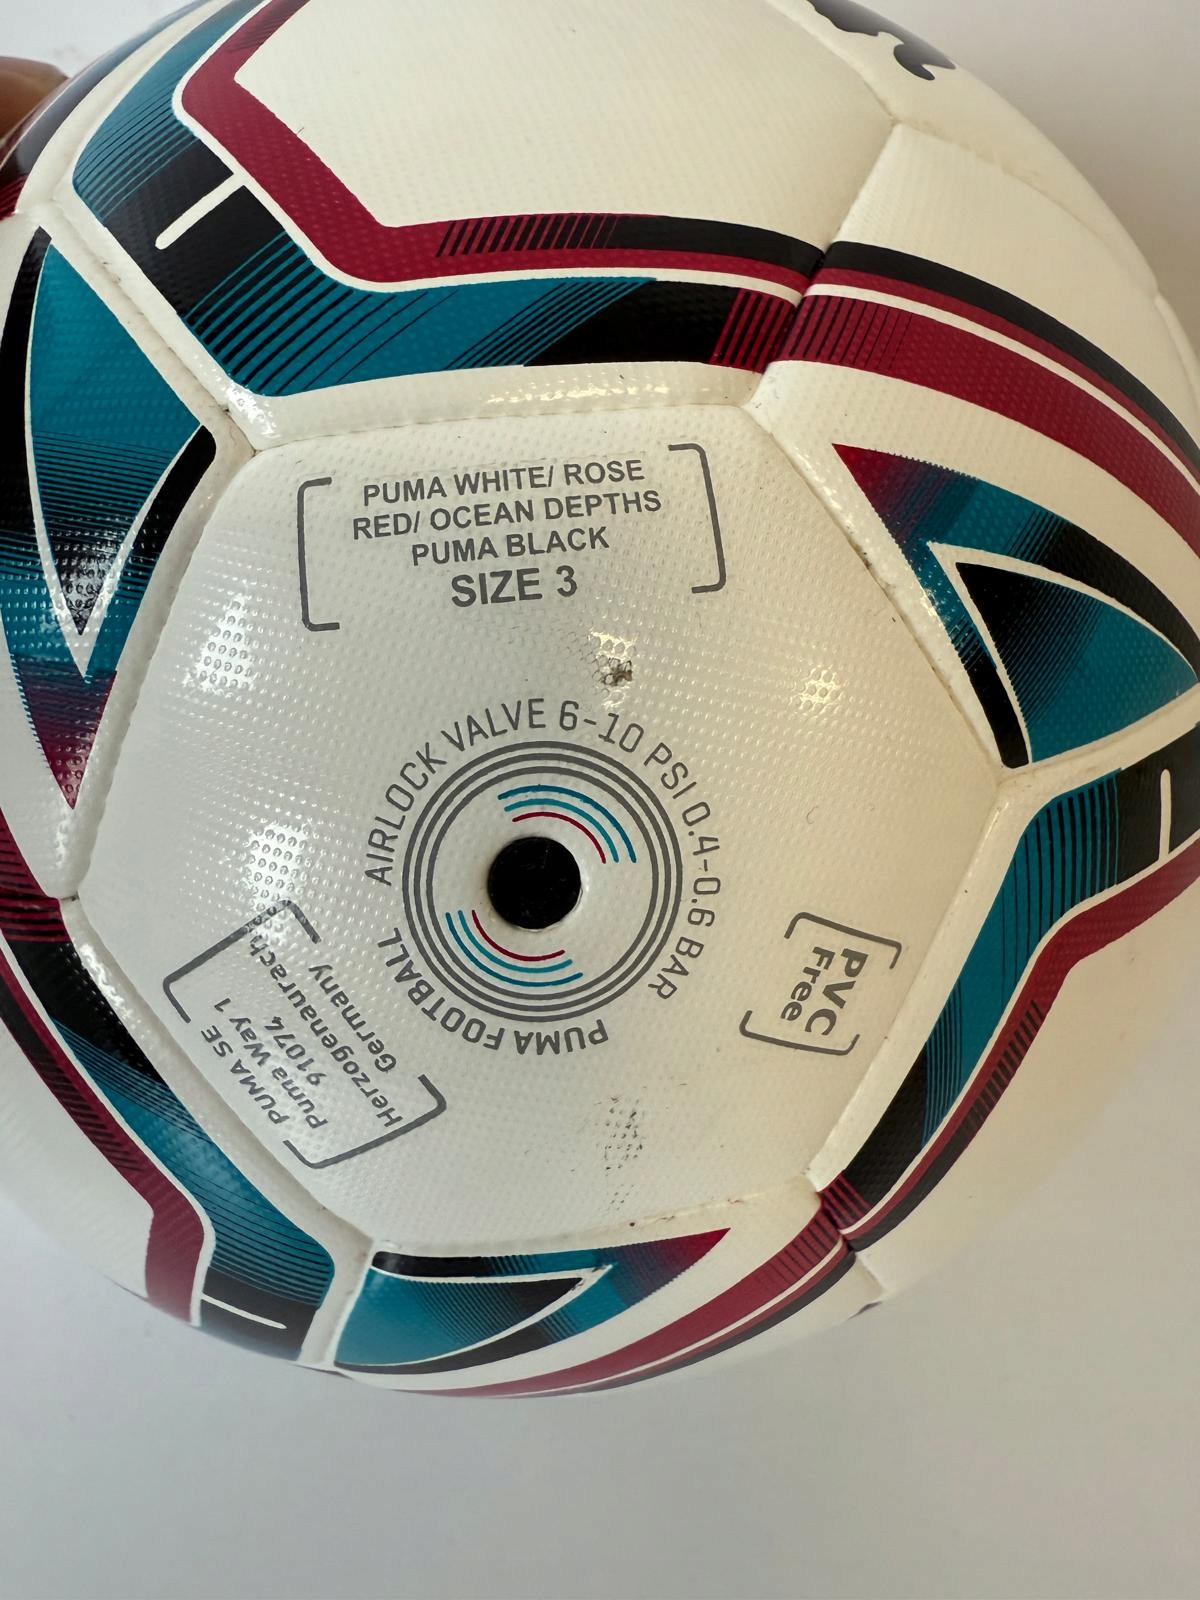 PUMA WHITE/ ROSE
RED/ OCEAN DEPTHS
PUMA BLACK
SIZE 3
AIRLOCK VALVE 6-10 PSI 0.4-0.6 BAR
PUMA FOOTBALL
PVC
Free
PUMA SE
Puma Way 1
91074
Herzogenaurach
Germany